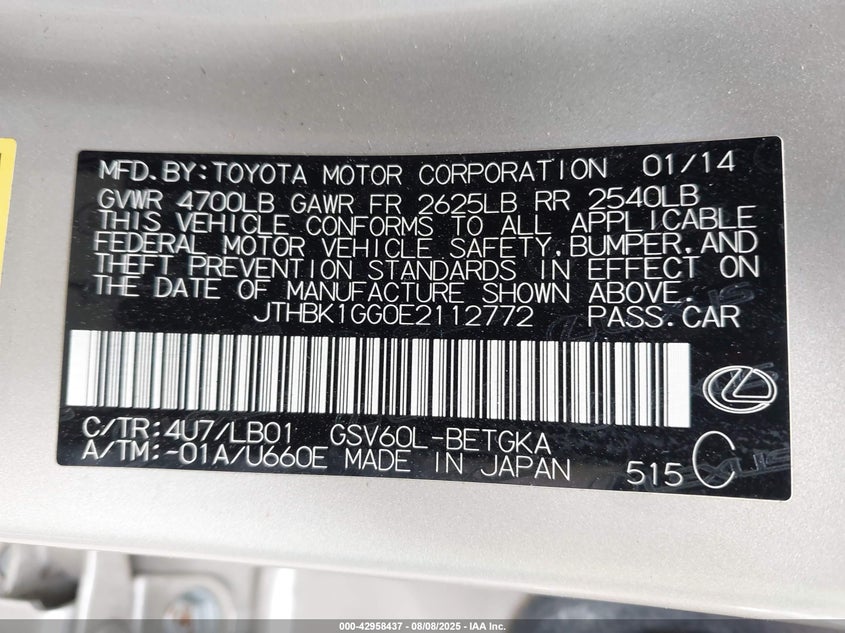 MFD.BY:TOYOTA MOTOR CORPORATION 01/14
GVWR 4700LB GAWR FR 2625LB RR 2540LB
THIS VEHICLE CONFORMS TO ALL APPLICABLE
FEDERAL MOTOR VEHICLE SAFETY,BUMPER,AND
THEFT PREVENTION STANDARDS IN EFFECT ON
THE DATE OF MANUFACTURE SHOWN ABOVE.
JTHBK1GG0E2112772 PASS.CAR
C/TR:4U7/LB01 GSV60L-BETGKA
A/TM:-01A/U660E MADE IN JAPAN 515 C
000-42958437 - 08/08/2025 - IAA Inc.